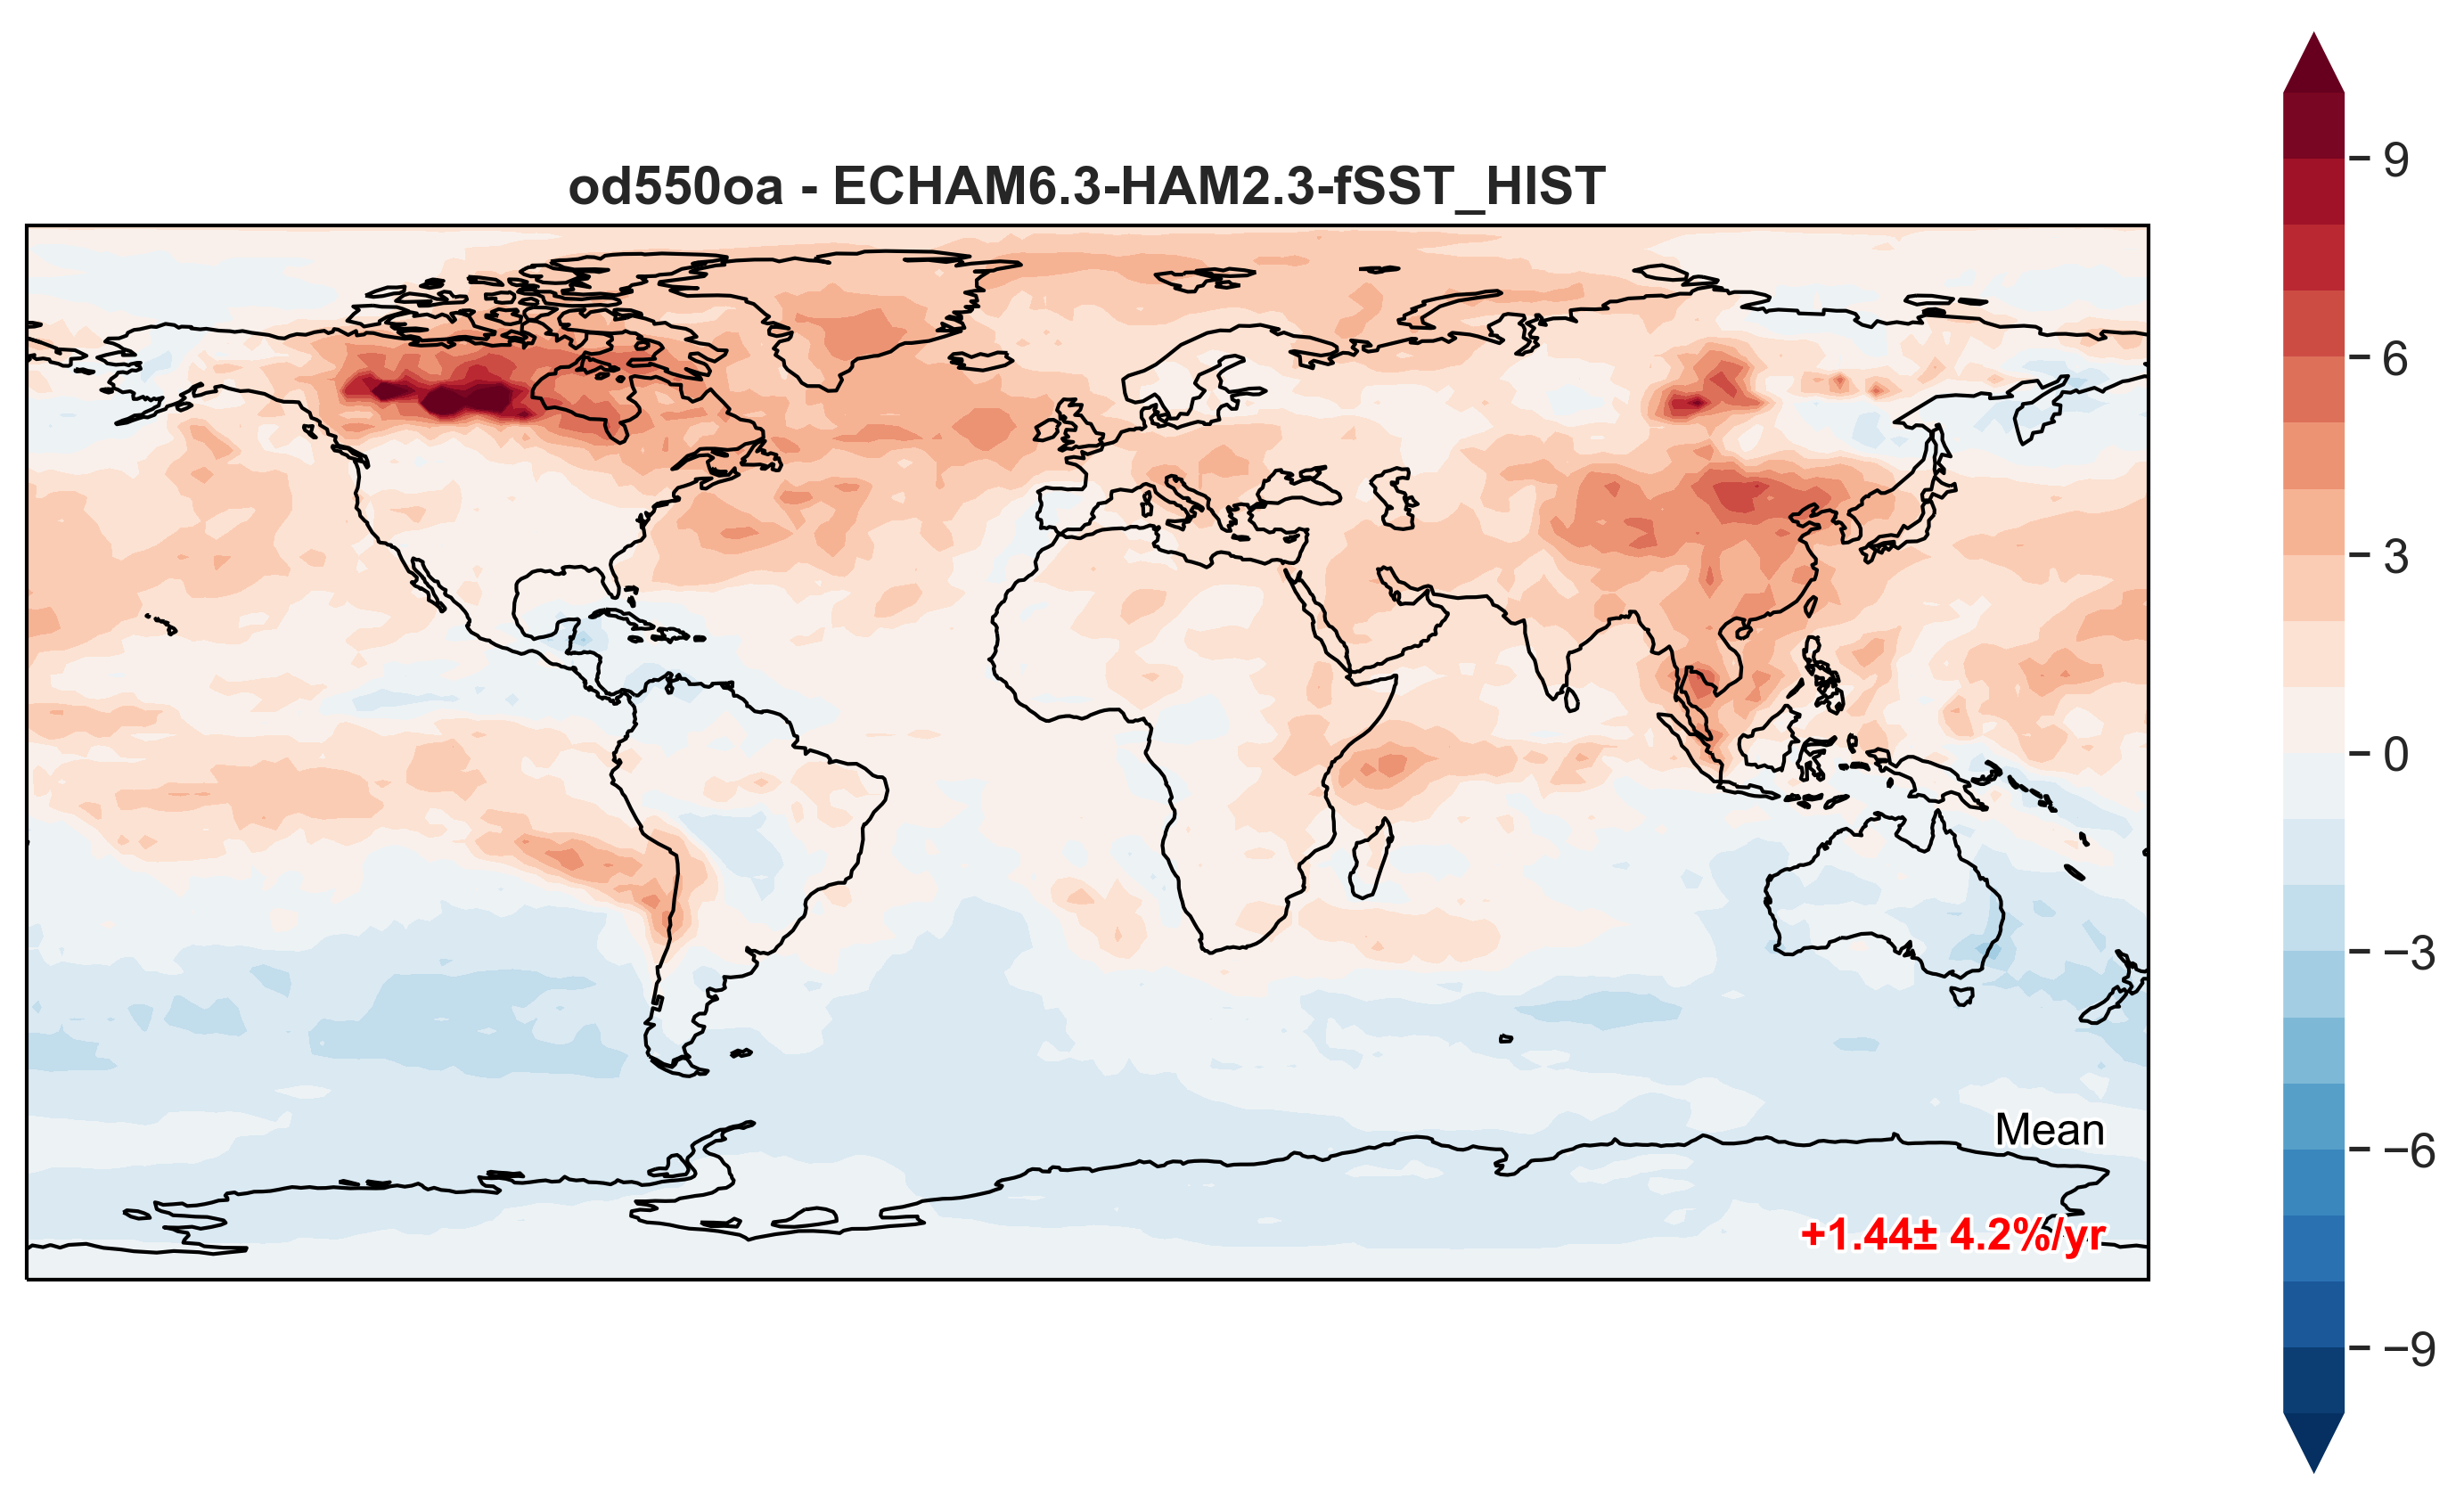 od550oa - ECHAM6.3-HAM2.3-fSST_HIST
9
6
3
0
−3
−6
−9
Mean
+1.44± 4.2%/yr